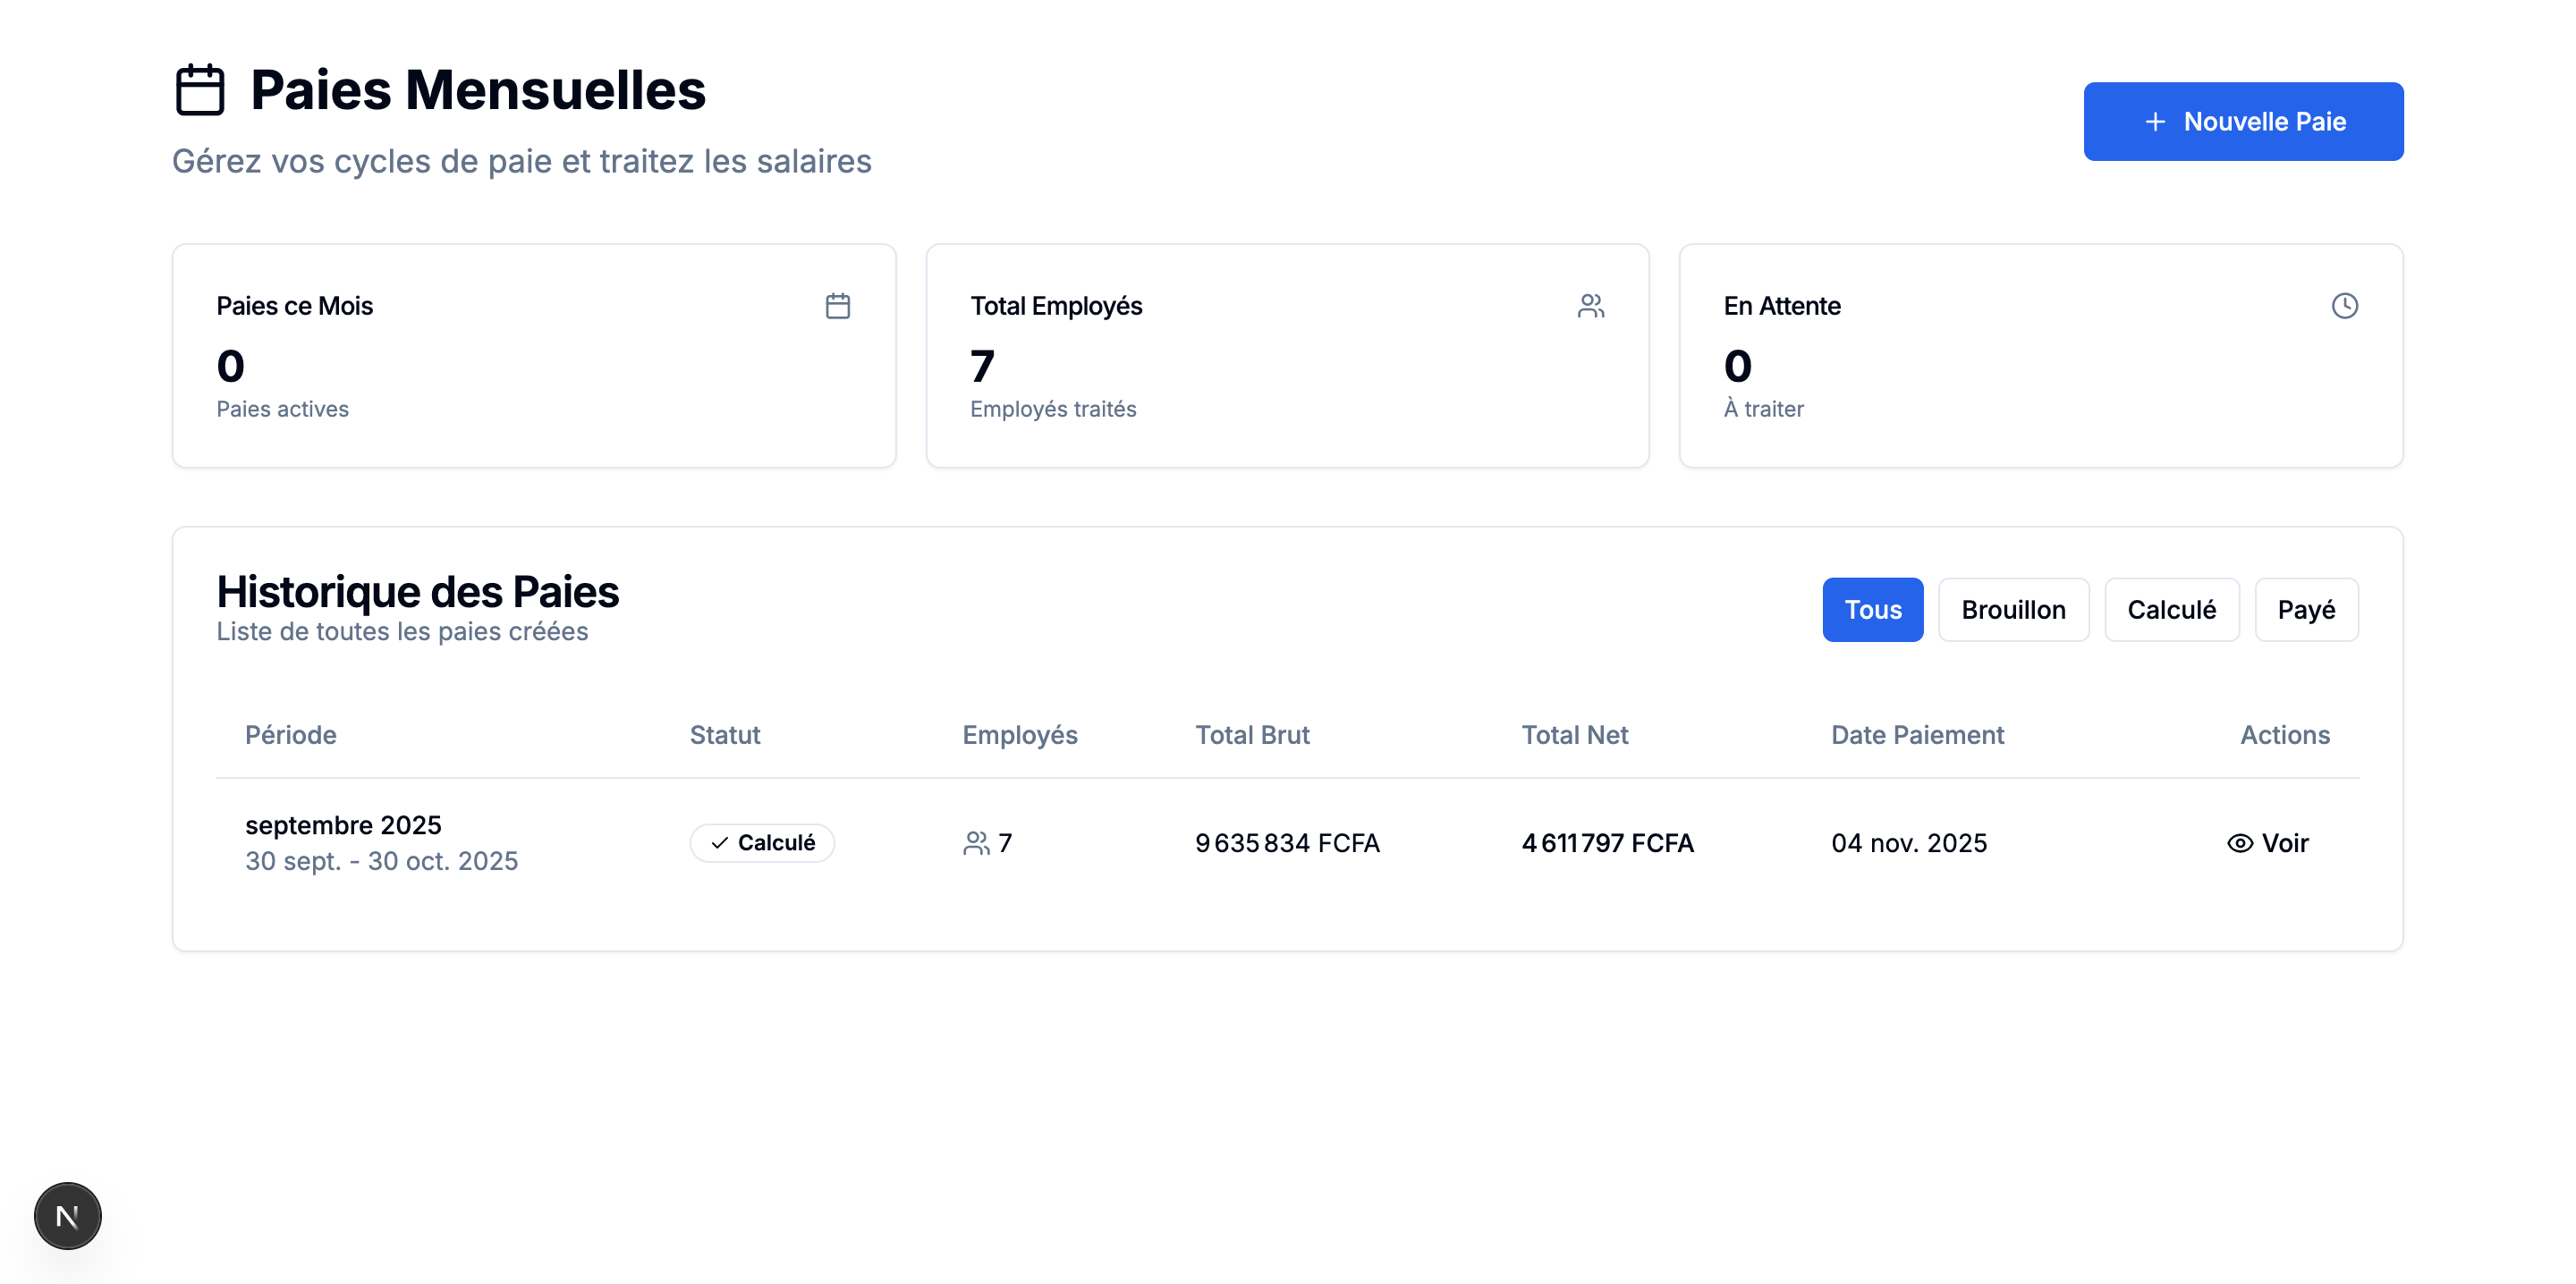 Paies Mensuelles
Gérez vos cycles de paie et traitez les salaires
+ Nouvelle Paie
Paies ce Mois
0
Paies actives
Total Employés
7
Employés traités
En Attente
0
À traiter
Historique des Paies
Liste de toutes les paies créées
Tous Brouillon Calculé Payé
Période Statut Employés Total Brut Total Net Date Paiement Actions
septembre 2025
30 sept. - 30 oct. 2025
Calculé 7 9 635 834 FCFA 4 611 797 FCFA 04 nov. 2025 Voir
N